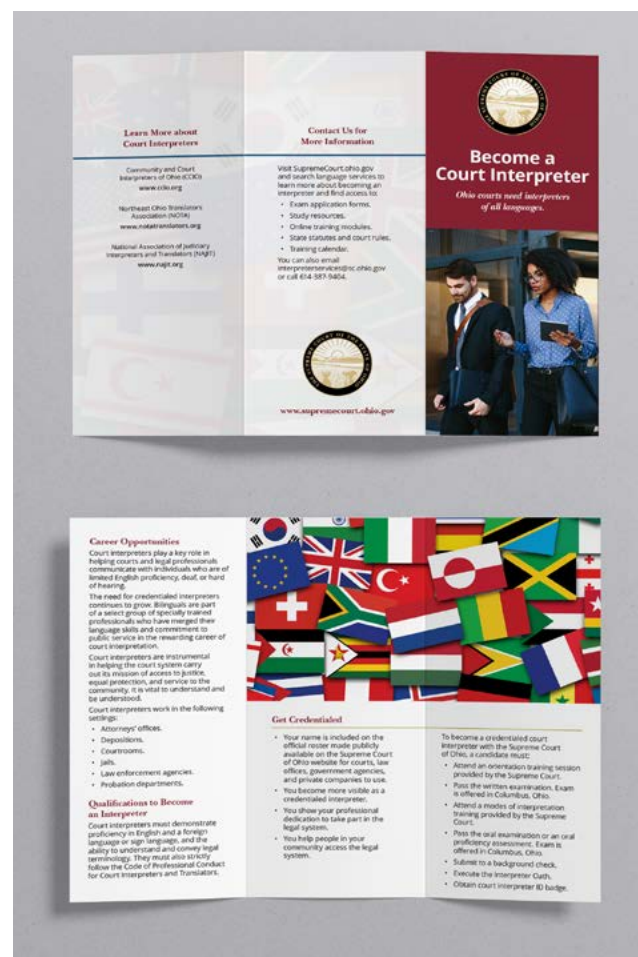 Learn More about
Court Interpreters
Community and Court
Interpreters of Ohio (CCIO)
www.ccio.org
Northeast Ohio Translators
Association (NOTA)
www.notatranslators.org
National Association of Judiciary
Interpreters and Translators (NAJIT)
www.najit.org
Contact Us for
More Information
Visit SupremeCourt.ohio.gov
and search language services to
learn more about becoming an
interpreter and find access to:
• Exam application forms.
• Study resources.
• Online training modules.
• State statutes and court rules.
• Training calendar.
You can also email
interpreterservices@sc.ohio.gov
or call 614-387-9404.
THE SUPREME COURT OF THE STATE OF OHIO
www.supremecourt.ohio.gov
THE SUPREME COURT OF THE STATE OF OHIO
Become a
Court Interpreter
Ohio courts need interpreters
of all languages.
Career Opportunities
Court interpreters play a key role in
helping courts and legal professionals
communicate with individuals who are of
limited English proficiency, deaf, or hard
of hearing.
The need for credentialed interpreters
continues to grow. Bilinguals are part
of a select group of specially trained
professionals who have merged their
language skills and commitment to
public service in the rewarding career of
court interpretation.
Court interpreters are instrumental
in helping the court system carry
out its mission of access to justice,
equal protection, and service to the
community. It is vital to understand and
be understood.
Court interpreters work in the following
settings:
• Attorneys' offices.
• Depositions.
• Courtrooms.
• Jails.
• Law enforcement agencies.
• Probation departments.
Qualifications to Become
an Interpreter
Court interpreters must demonstrate
proficiency in English and a foreign
language or sign language, and the
ability to understand and convey legal
terminology. They must also strictly
follow the Code of Professional Conduct
for Court Interpreters and Translators.
Get Credentialed
• Your name is included on the
official roster made publicly
available on the Supreme Court
of Ohio website for courts, law
offices, government agencies,
and private companies to use.
• You become more visible as a
credentialed interpreter.
• You show your professional
dedication to take part in the
legal system.
• You help people in your
community access the legal
system.
To become a credentialed court
interpreter with the Supreme Court
of Ohio, a candidate must:
• Attend an orientation training session
provided by the Supreme Court.
• Pass the written examination. Exam
is offered in Columbus, Ohio.
• Attend a modes of interpretation
training provided by the Supreme
Court.
• Pass the oral examination or an oral
proficiency assessment. Exam is
offered in Columbus, Ohio.
• Submit to a background check.
• Execute the Interpreter Oath.
• Obtain court interpreter ID badge.